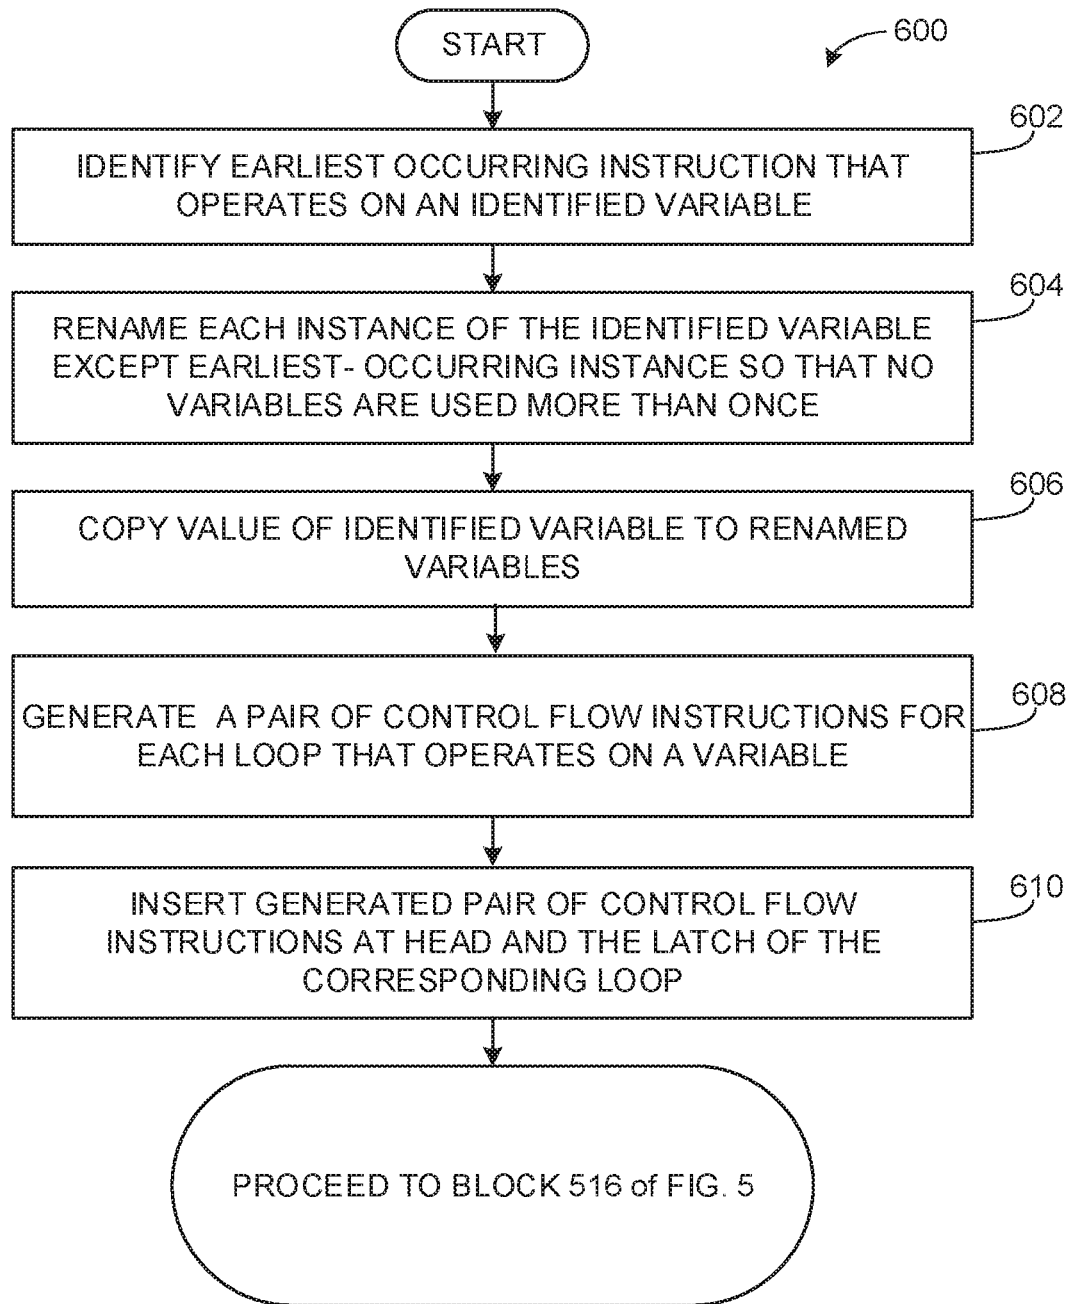 START
600
602
IDENTIFY EARLIEST OCCURRING INSTRUCTION THAT
OPERATES ON AN IDENTIFIED VARIABLE
604
RENAME EACH INSTANCE OF THE IDENTIFIED VARIABLE
EXCEPT EARLIEST- OCCURRING INSTANCE SO THAT NO
VARIABLES ARE USED MORE THAN ONCE
606
COPY VALUE OF IDENTIFIED VARIABLE TO RENAMED
VARIABLES
608
GENERATE A PAIR OF CONTROL FLOW INSTRUCTIONS FOR
EACH LOOP THAT OPERATES ON A VARIABLE
610
INSERT GENERATED PAIR OF CONTROL FLOW
INSTRUCTIONS AT HEAD AND THE LATCH OF THE
CORRESPONDING LOOP
PROCEED TO BLOCK 516 of FIG. 5